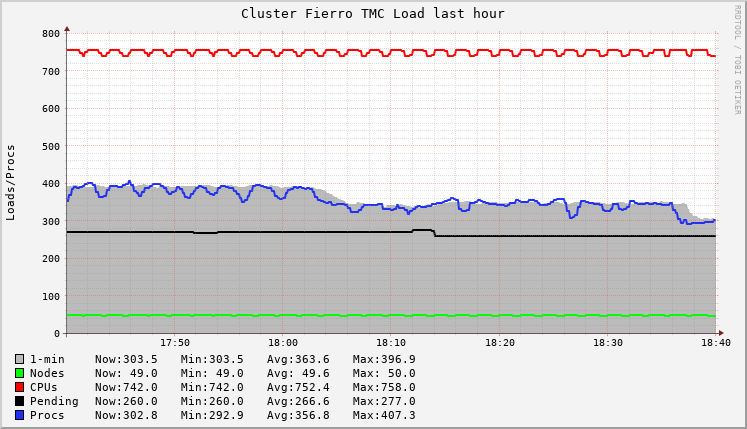 Cluster Fierro TMC Load last hour
RRDTOOL / TOBI OETIKER
Loads/Procs
800
700
600
500
400
300
200
100
0
17:50 18:00 18:10 18:20 18:30 18:40
1-min Now:303.5 Min:303.5 Avg:363.6 Max:396.9
Nodes Now: 49.0 Min: 49.0 Avg: 49.6 Max: 50.0
CPUs Now:742.0 Min:742.0 Avg:752.4 Max:758.0
Pending Now:260.0 Min:260.0 Avg:266.6 Max:277.0
Procs Now:302.8 Min:292.9 Avg:356.8 Max:407.3